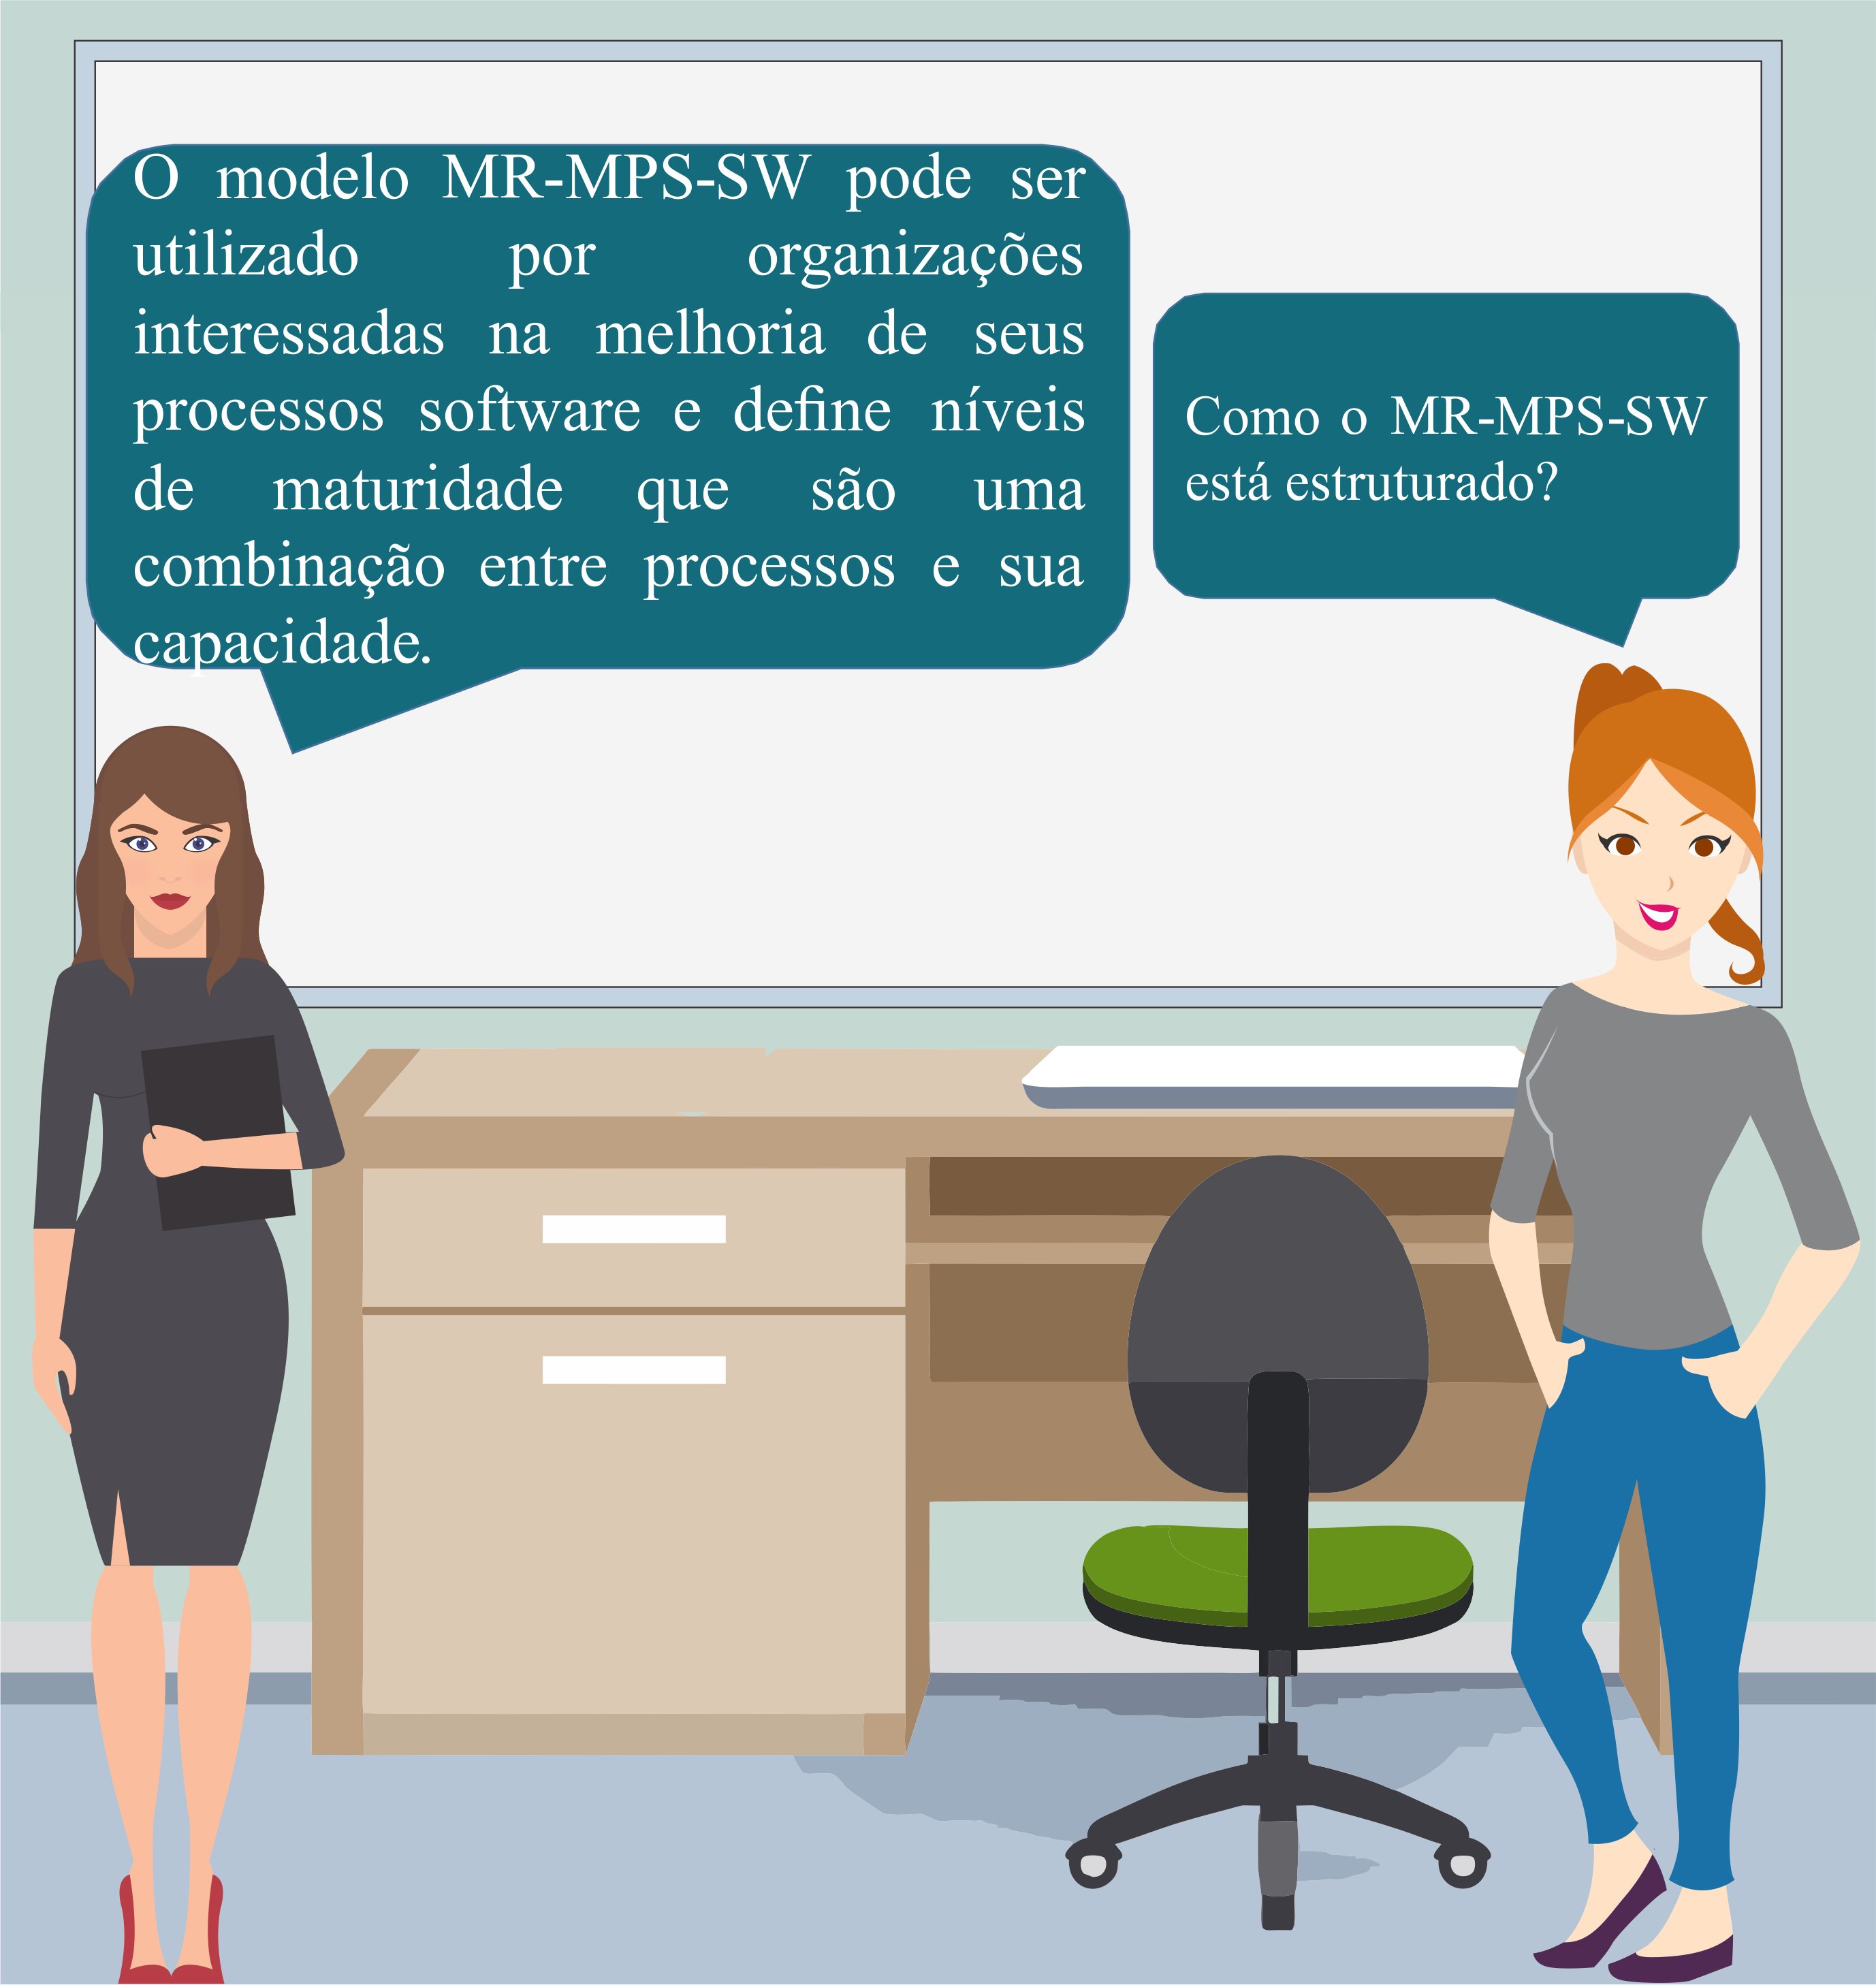 O modelo MR-MPS-SW pode ser
utilizado por organizações
interessadas na melhoria de seus
processos software e define níveis
de maturidade que são uma
combinação entre processos e sua
capacidade.
Como o MR-MPS-SW
está estruturado?